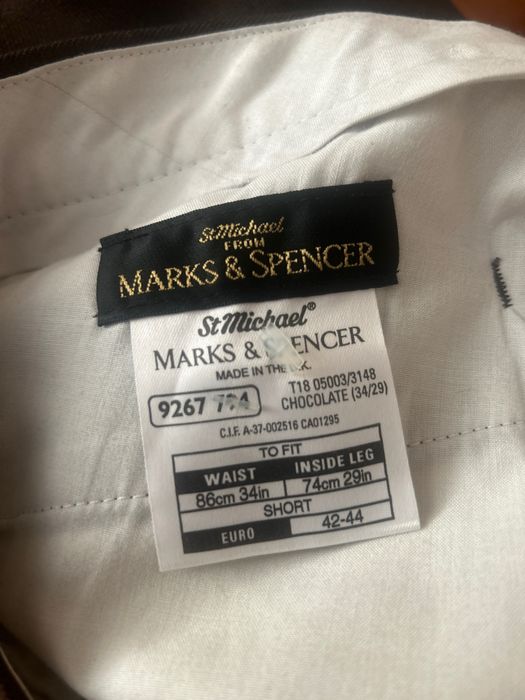 St Michael
FROM
MARKS & SPENCER
St Michael®
MARKS & SPENCER
MADE IN THE U.K.
9267
T18 05003/3148
CHOCOLATE (34/29)
C.I.F. A-37-002516 CA01295
TO FIT
WAIST INSIDE LEG
86cm 34in 74cm 29in
SHORT
EURO 42-44